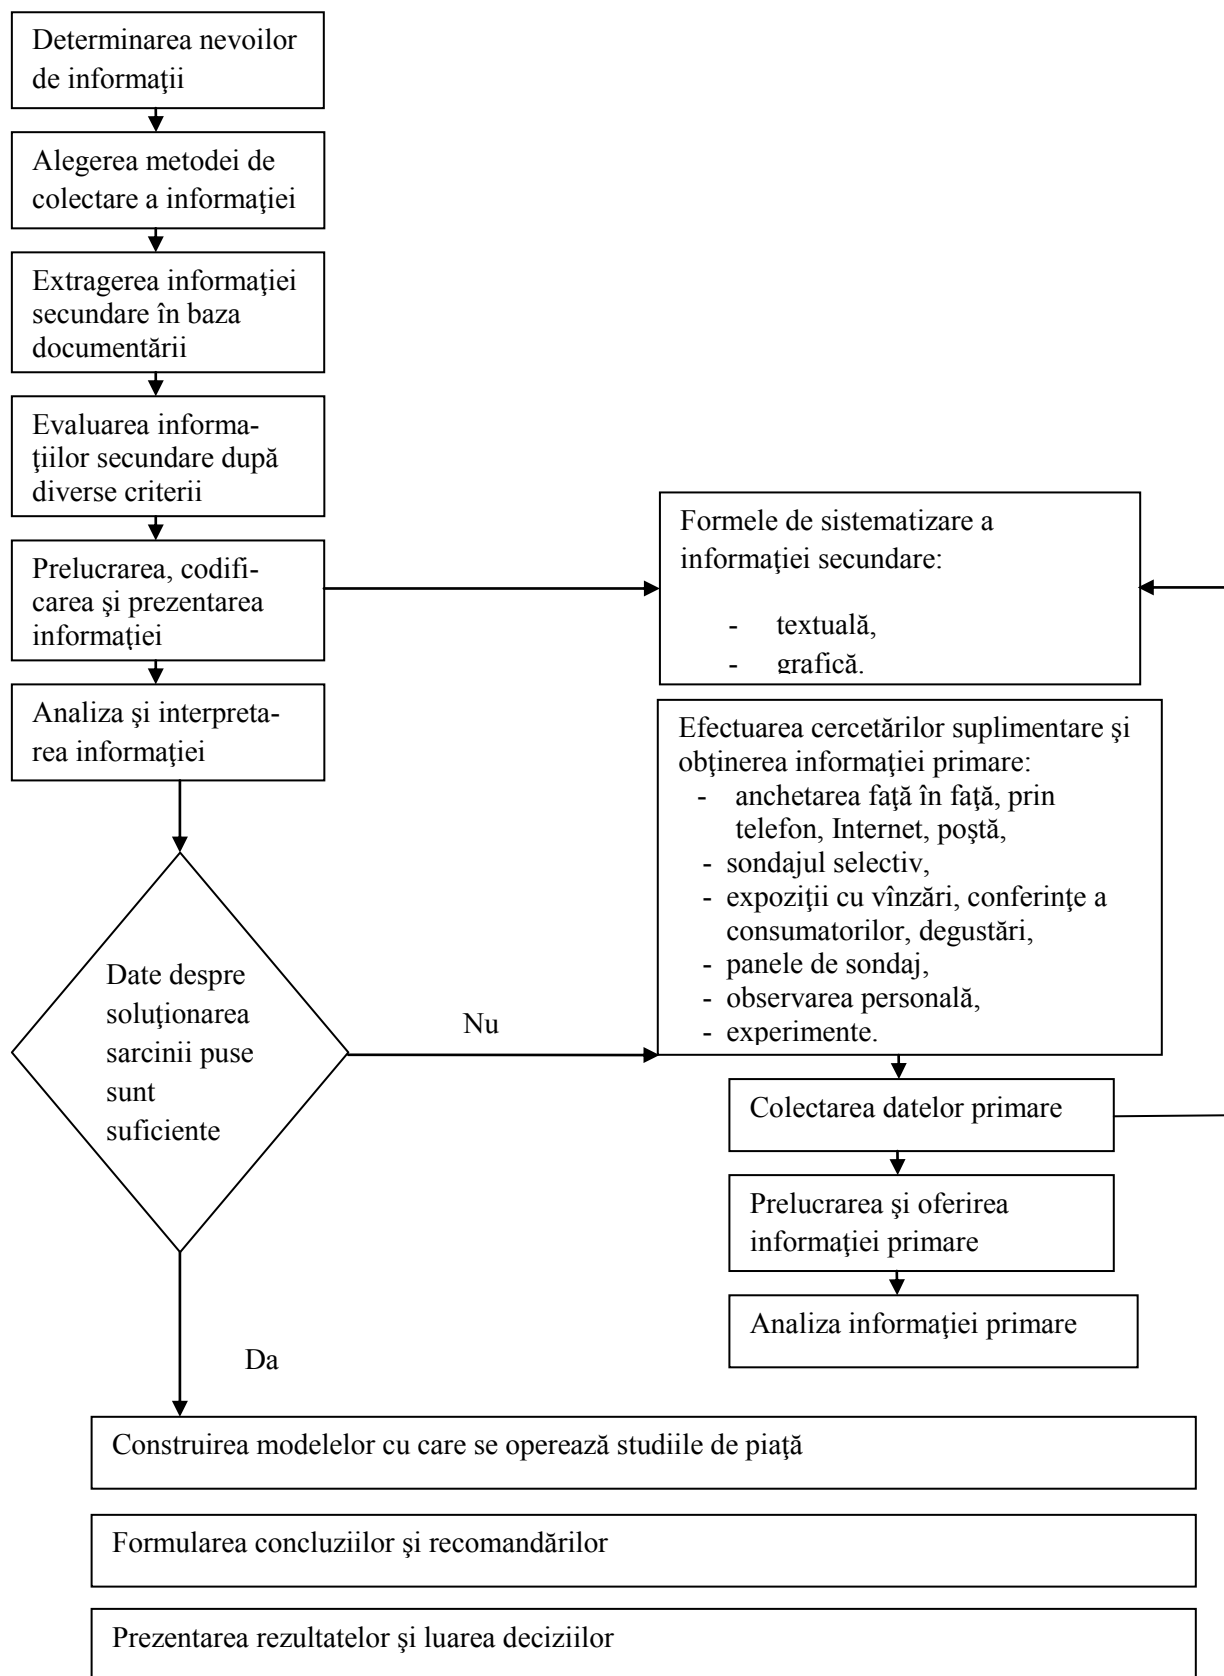 Determinarea nevoilor
de informaţii
Alegerea metodei de
colectare a informaţiei
Extragerea informaţiei
secundare în baza
documentării
Evaluarea informa-
ţiilor secundare după
diverse criterii
Prelucrarea, codifi-
carea şi prezentarea
informaţiei
Analiza şi interpreta-
rea informaţiei
Formele de sistematizare a
informaţiei secundare:
- textuală,
- grafică.
Efectuarea cercetărilor suplimentare şi
obţinerea informaţiei primare:
- anchetarea faţă în faţă, prin
telefon, Internet, poştă,
- sondajul selectiv,
- expoziţii cu vînzări, conferinţe a
consumatorilor, degustări,
- panele de sondaj,
- observarea personală,
- experimente.
Date despre
soluţionarea
sarcinii puse
sunt
suficiente
Nu
Colectarea datelor primare
Prelucrarea şi oferirea
informaţiei primare
Analiza informaţiei primare
Da
Construirea modelelor cu care se operează studiile de piaţă
Formularea concluziilor şi recomandărilor
Prezentarea rezultatelor şi luarea deciziilor